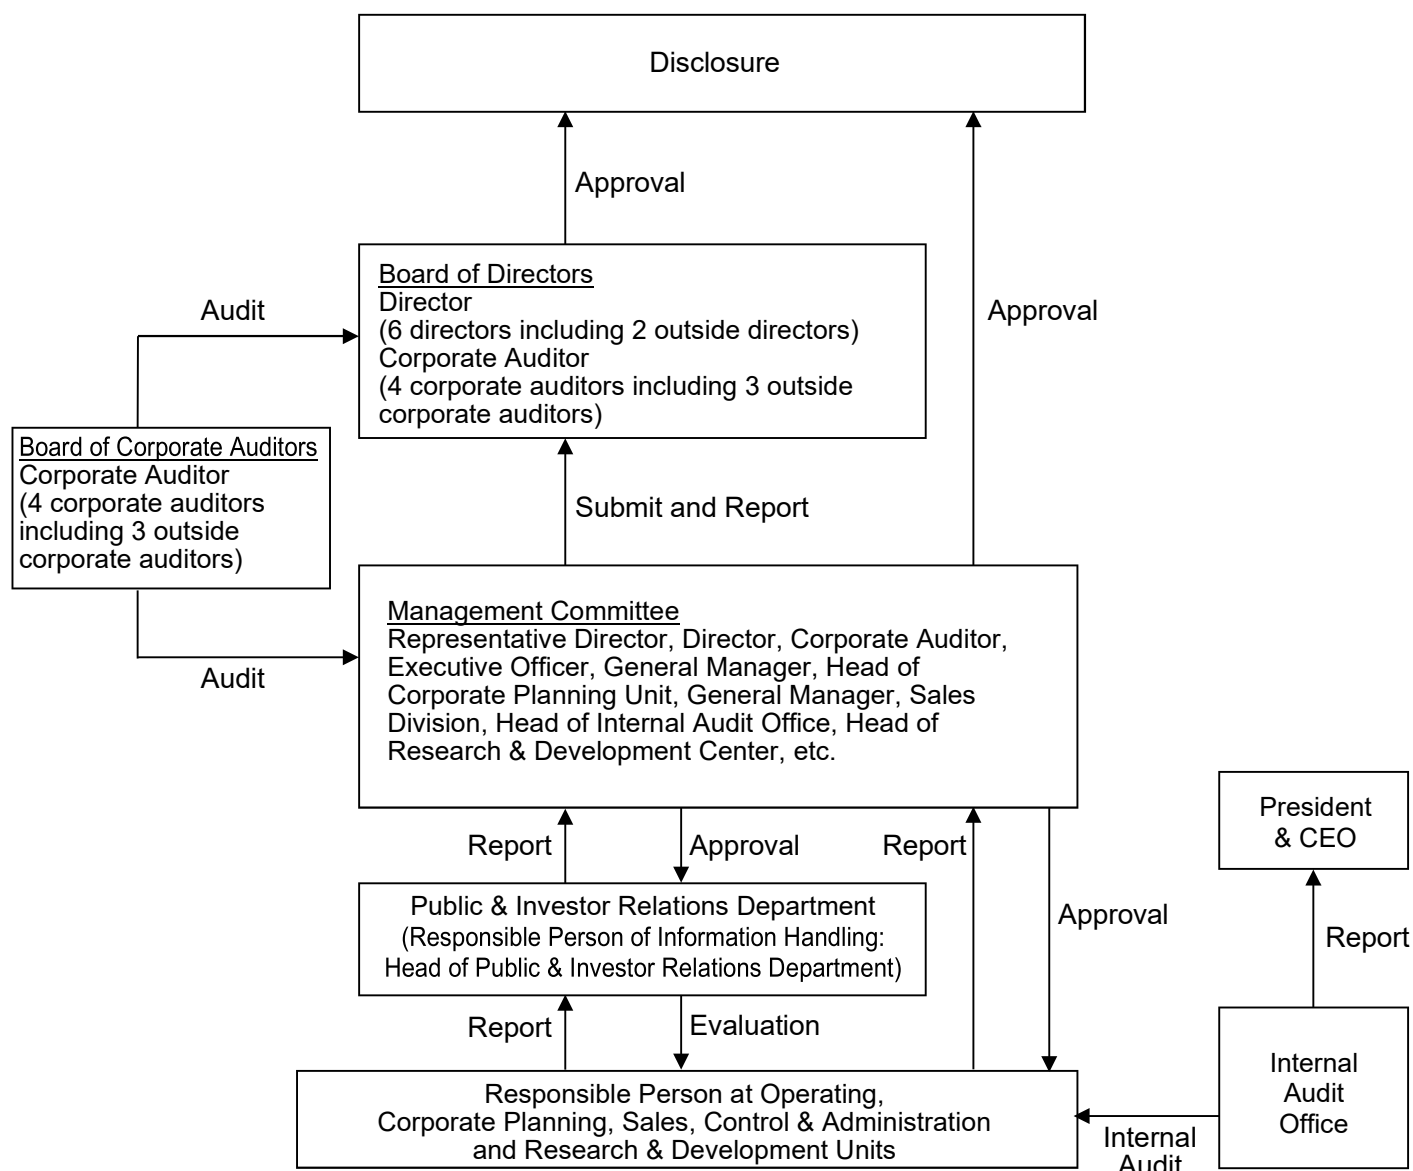 Disclosure
Approval
Board of Directors
Director
(6 directors including 2 outside directors)
Corporate Auditor
(4 corporate auditors including 3 outside
corporate auditors)
Audit
Approval
Board of Corporate Auditors
Corporate Auditor
(4 corporate auditors
including 3 outside
corporate auditors)
Submit and Report
Audit
Management Committee
Representative Director, Director, Corporate Auditor,
Executive Officer, General Manager, Head of
Corporate Planning Unit, General Manager, Sales
Division, Head of Internal Audit Office, Head of
Research & Development Center, etc.
President
& CEO
Report
Approval
Report
Public & Investor Relations Department
(Responsible Person of Information Handling:
Head of Public & Investor Relations Department)
Approval
Report
Report
Evaluation
Responsible Person at Operating,
Corporate Planning, Sales, Control & Administration
and Research & Development Units
Internal
Audit
Office
Internal
Audit